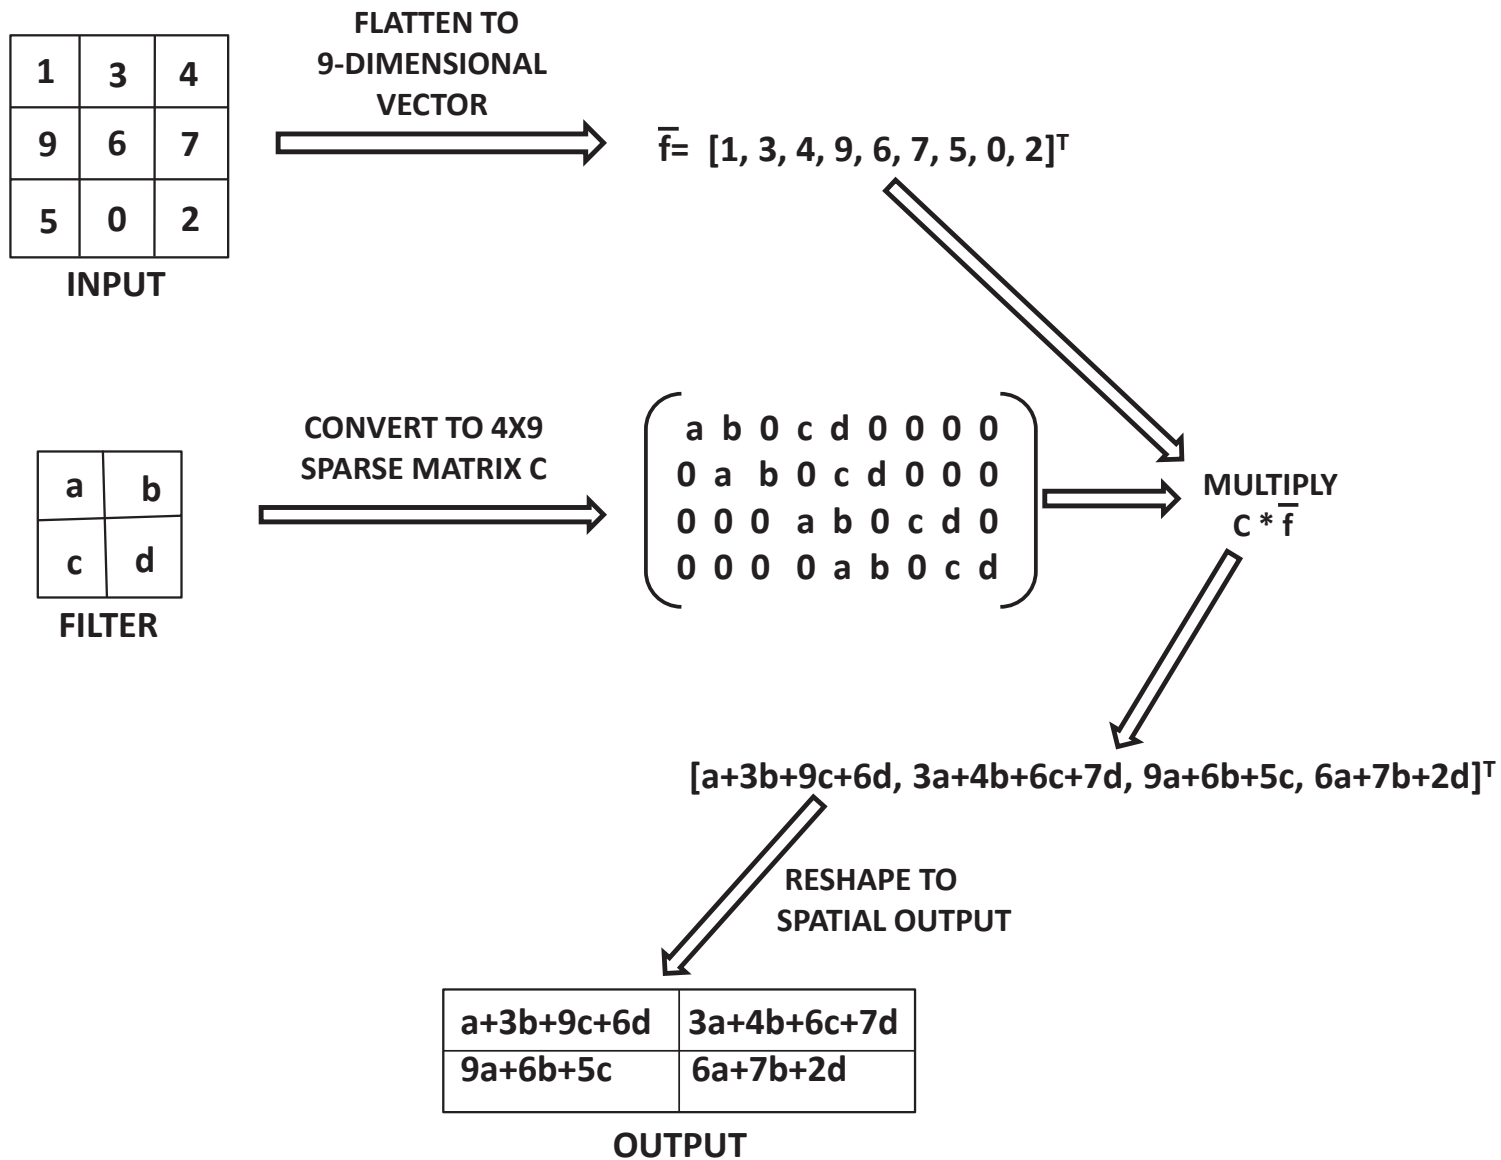 FLATTEN TO
9-DIMENSIONAL
VECTOR
1 3 4
9 6 7
5 0 2
INPUT
f̅= [1, 3, 4, 9, 6, 7, 5, 0, 2]ᵀ
CONVERT TO 4X9
SPARSE MATRIX C
a b
c d
FILTER
a b 0 c d 0 0 0 0
0 a b 0 c d 0 0 0
0 0 0 a b 0 c d 0
0 0 0 0 a b 0 c d
MULTIPLY
C * f̅
[a+3b+9c+6d, 3a+4b+6c+7d, 9a+6b+5c, 6a+7b+2d]ᵀ
RESHAPE TO
SPATIAL OUTPUT
a+3b+9c+6d 3a+4b+6c+7d
9a+6b+5c 6a+7b+2d
OUTPUT